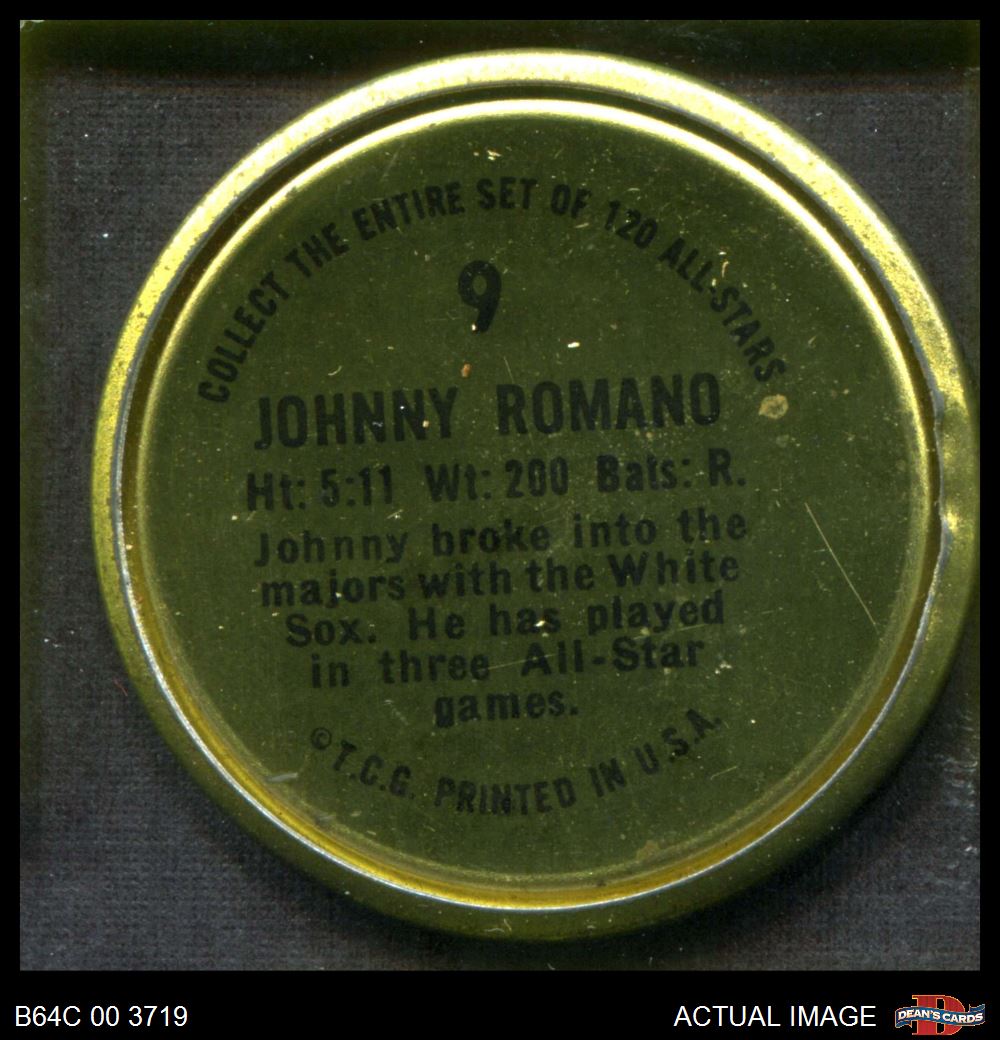 COLLECT THE ENTIRE SET OF 120 ALL-STARS
9
JOHNNY ROMANO
Ht: 5:11 Wt: 200 Bats: R.
Johnny broke into the
majors with the White
Sox. He has played
in three All-Star
games.
© T.C.G. PRINTED IN U.S.A.
B64C 00 3719
ACTUAL IMAGE
D
DEAN'S CARDS